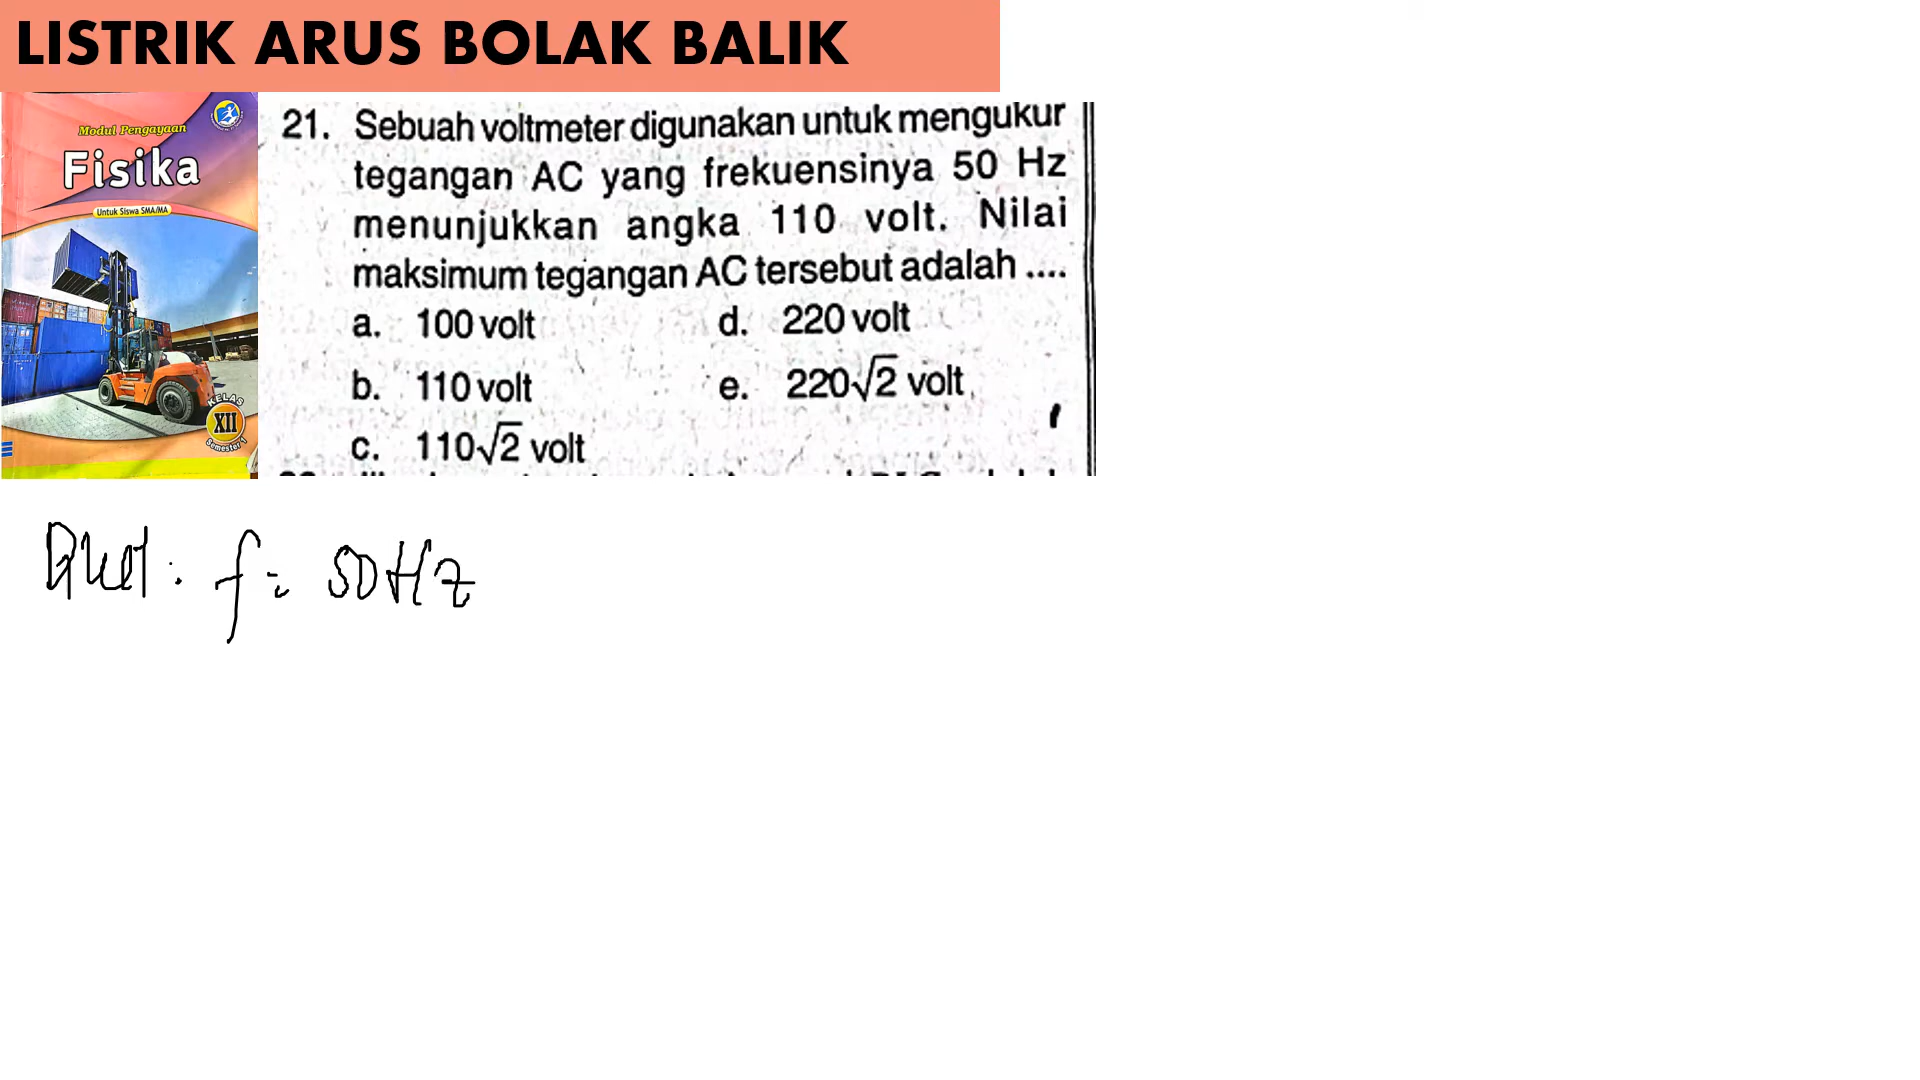 LISTRIK ARUS BOLAK BALIK
Modul Pengayaan
Fisika
Untuk Siswa SMA/MA
KELAS
XII
Semester 1
21. Sebuah voltmeter digunakan untuk mengukur
tegangan AC yang frekuensinya 50 Hz
menunjukkan angka 110 volt. Nilai
maksimum tegangan AC tersebut adalah ....
a. 100 volt
d. 220 volt
b. 110 volt
e. 220√2 volt
c. 110√2 volt
f = 50 Hz